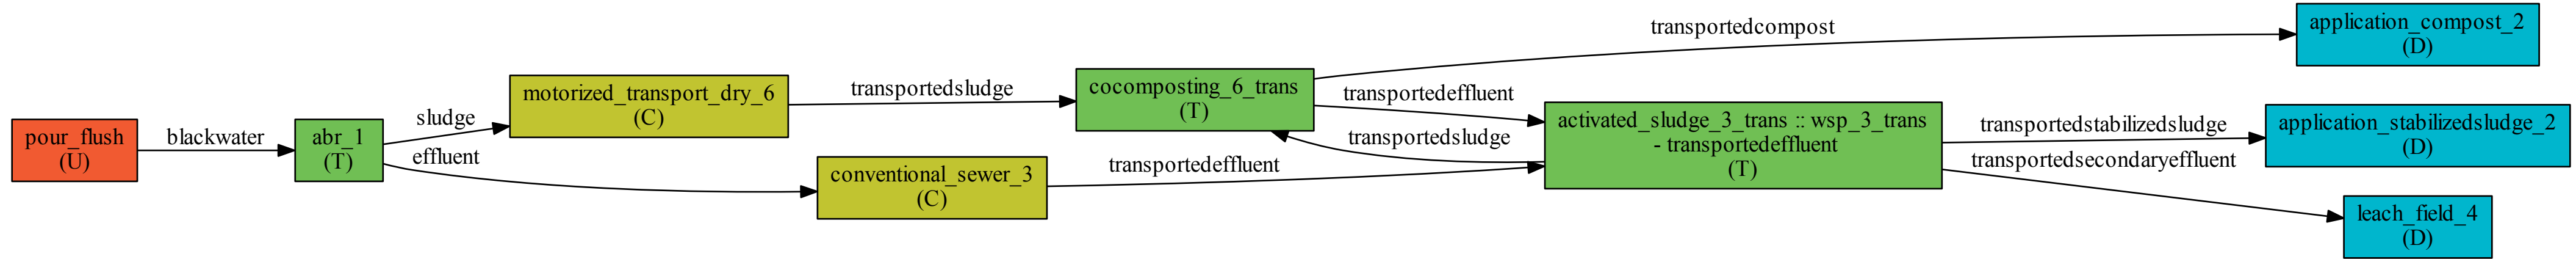 pour_flush
(U)
blackwater
abr_1
(T)
sludge
effluent
motorized_transport_dry_6
(C)
conventional_sewer_3
(C)
transportedsludge
transportedeffluent
cocomposting_6_trans
(T)
transportedcompost
transportedeffluent
transportedsludge
activated_sludge_3_trans :: wsp_3_trans
- transportedeffluent
(T)
transportedstabilizedsludge
transportedsecondaryeffluent
application_compost_2
(D)
application_stabilizedsludge_2
(D)
leach_field_4
(D)